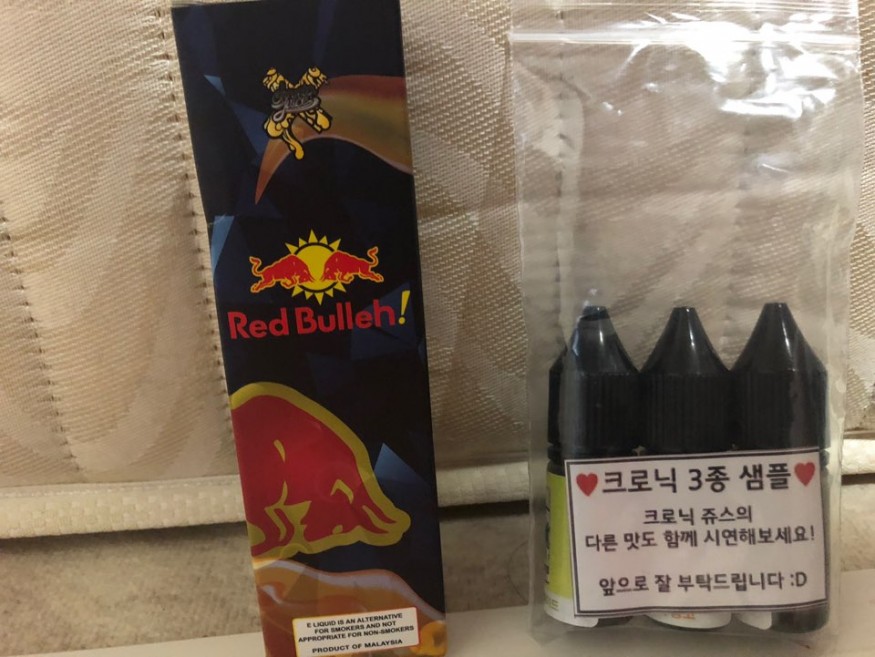 Red Bulleh!
E LIQUID IS AN ALTERNATIVE
FOR SMOKERS AND NOT
APPROPRIATE FOR NON-SMOKERS
PRODUCT OF MALAYSIA
♥크로닉 3종 샘플♥
크로닉 쥬스의
다른 맛도 함께 시연해보세요!
앞으로 잘 부탁드립니다 :D